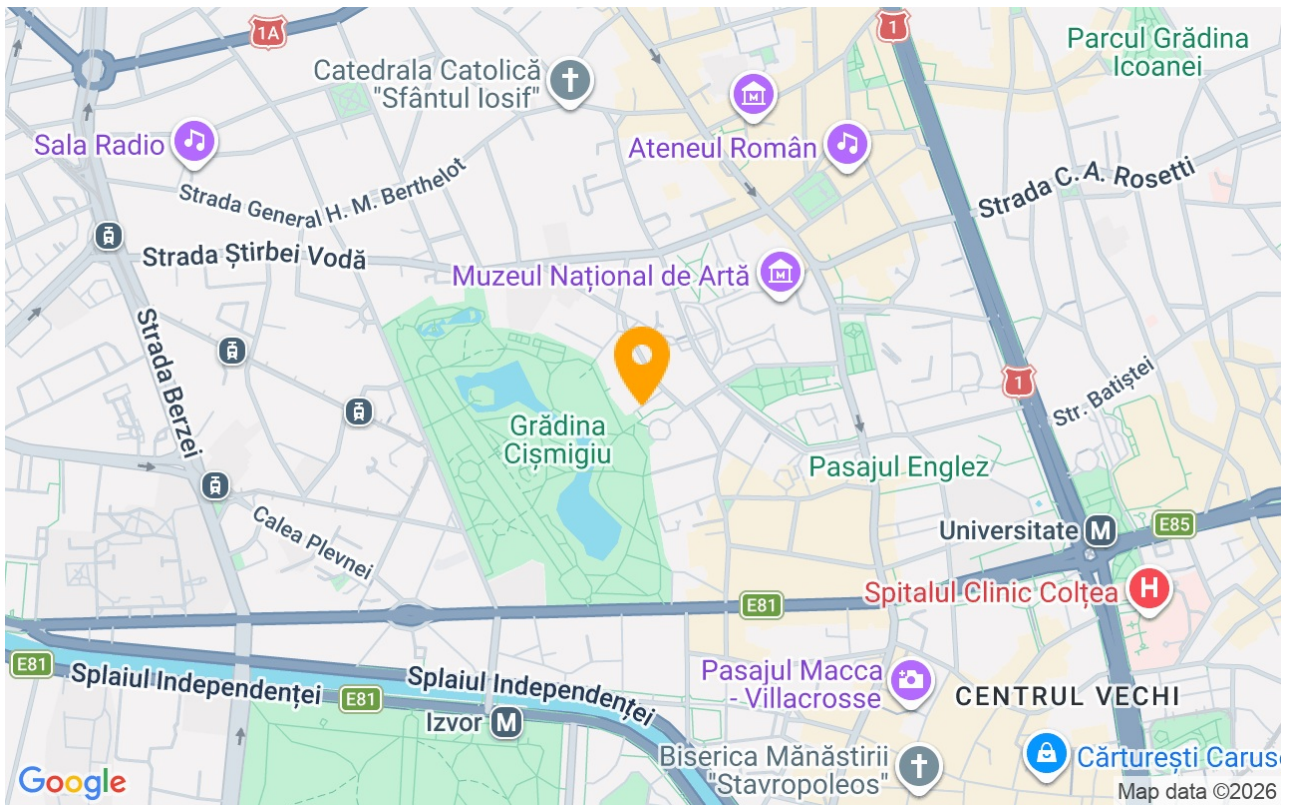 1A
1
Parcul Grădina
Icoanei
Catedrala Catolică
"Sfântul Iosif"
Sala Radio
Ateneul Român
Strada General H. M. Berthelot
Strada C. A. Rosetti
Strada Știrbei Vodă
Muzeul Național de Artă
Strada Berzei
1
Str. Batiștei
Grădina
Cișmigiu
Pasajul Englez
Calea Plevnei
Universitate M
E85
Spitalul Clinic Colțea H
E81
E81
Splaiul Independenței
E81
Splaiul Independenței
Pasajul Macca
- Villacrosse
CENTRUL VECHI
Izvor M
Biserica Mănăstirii
"Stavropoleos"
Cărturești Caruse
Google
Map data ©2026